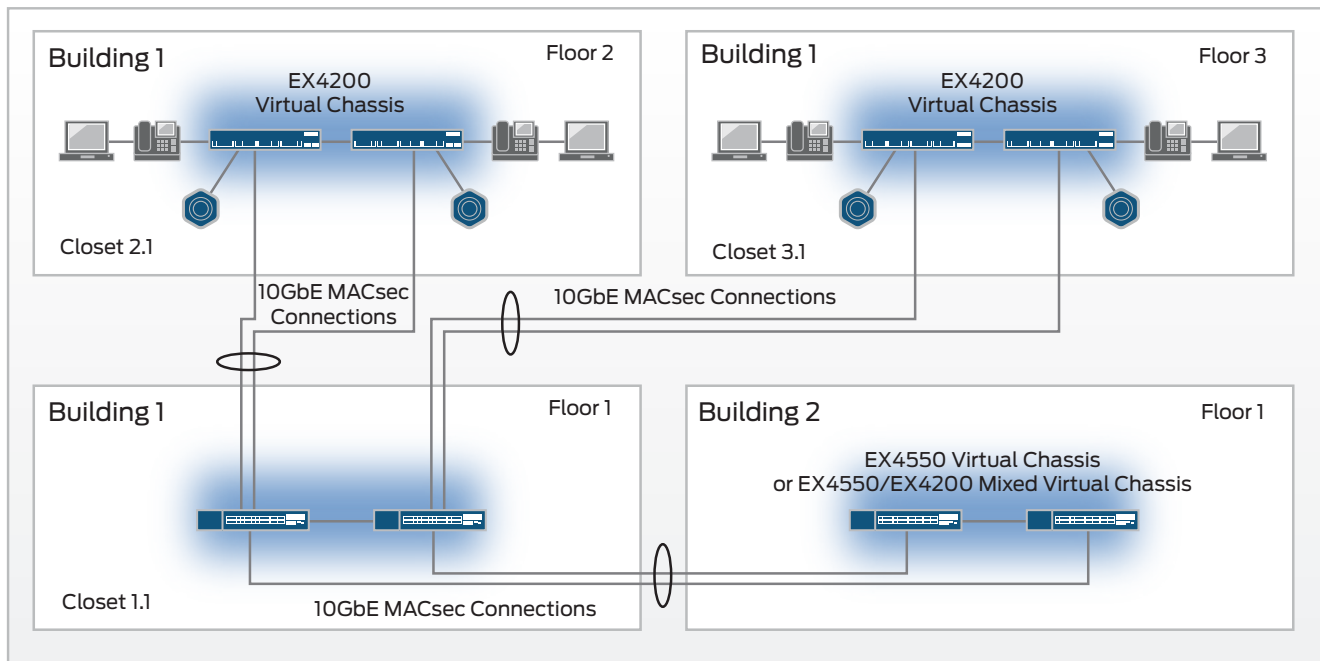 Building 1
Floor 2
EX4200
Virtual Chassis
Closet 2.1
Building 1
Floor 3
EX4200
Virtual Chassis
Closet 3.1
10GbE MACsec
Connections
10GbE MACsec Connections
Building 1
Floor 1
Closet 1.1
10GbE MACsec Connections
Building 2
Floor 1
EX4550 Virtual Chassis
or EX4550/EX4200 Mixed Virtual Chassis